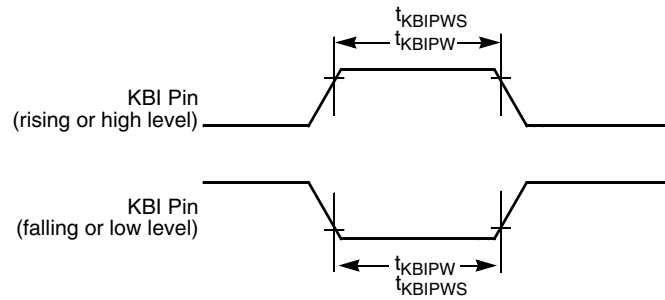 tKBIPWS
tKBIPW
KBI Pin
(rising or high level)
KBI Pin
(falling or low level)
tKBIPW
tKBIPWS